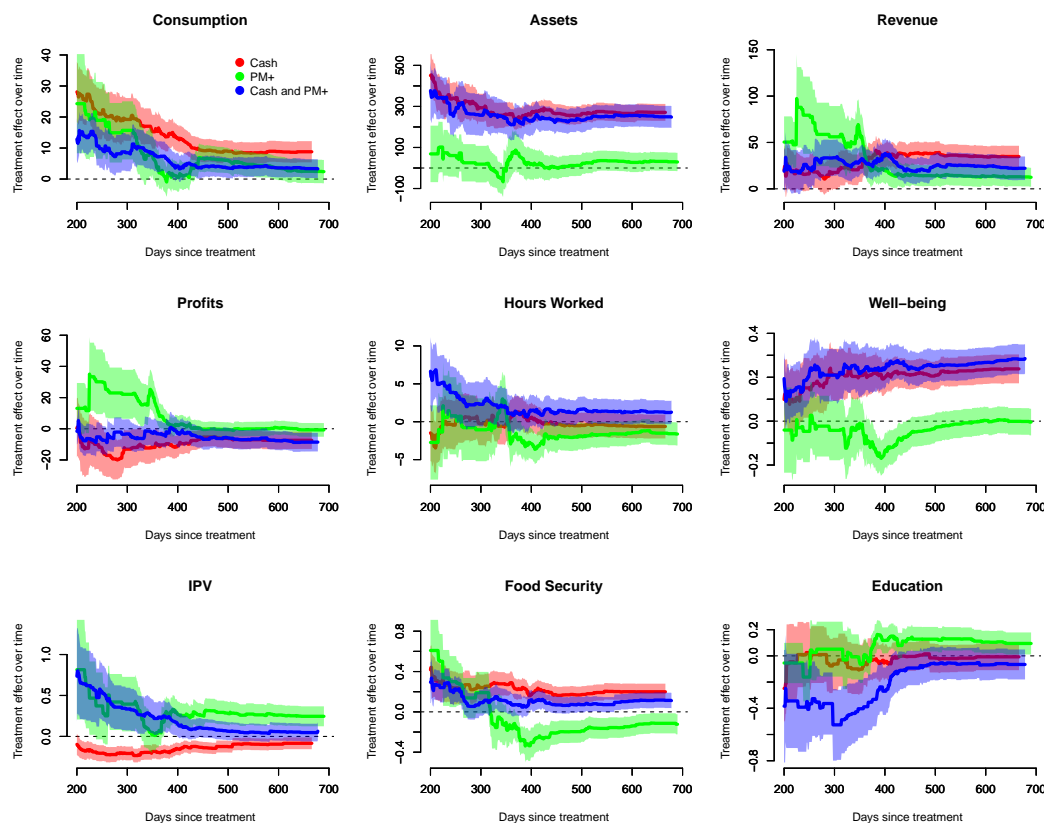 Consumption
Treatment effect over time
0 10 20 30 40
Cash
PM+
Cash and PM+
200 300 400 500 600 700
Days since treatment
Assets
Treatment effect over time
−100 100 300 500
200 300 400 500 600 700
Days since treatment
Revenue
Treatment effect over time
0 50 100 150
200 300 400 500 600 700
Days since treatment
Profits
Treatment effect over time
−20 0 20 40 60
200 300 400 500 600 700
Days since treatment
Hours Worked
Treatment effect over time
−5 0 5 10
200 300 400 500 600 700
Days since treatment
Well−being
Treatment effect over time
−0.2 0.0 0.2 0.4
200 300 400 500 600 700
Days since treatment
IPV
Treatment effect over time
0.0 0.5 1.0
200 300 400 500 600 700
Days since treatment
Food Security
Treatment effect over time
−0.4 0.0 0.4 0.8
200 300 400 500 600 700
Days since treatment
Education
Treatment effect over time
−0.8 −0.4 0.0 0.2
200 300 400 500 600 700
Days since treatment